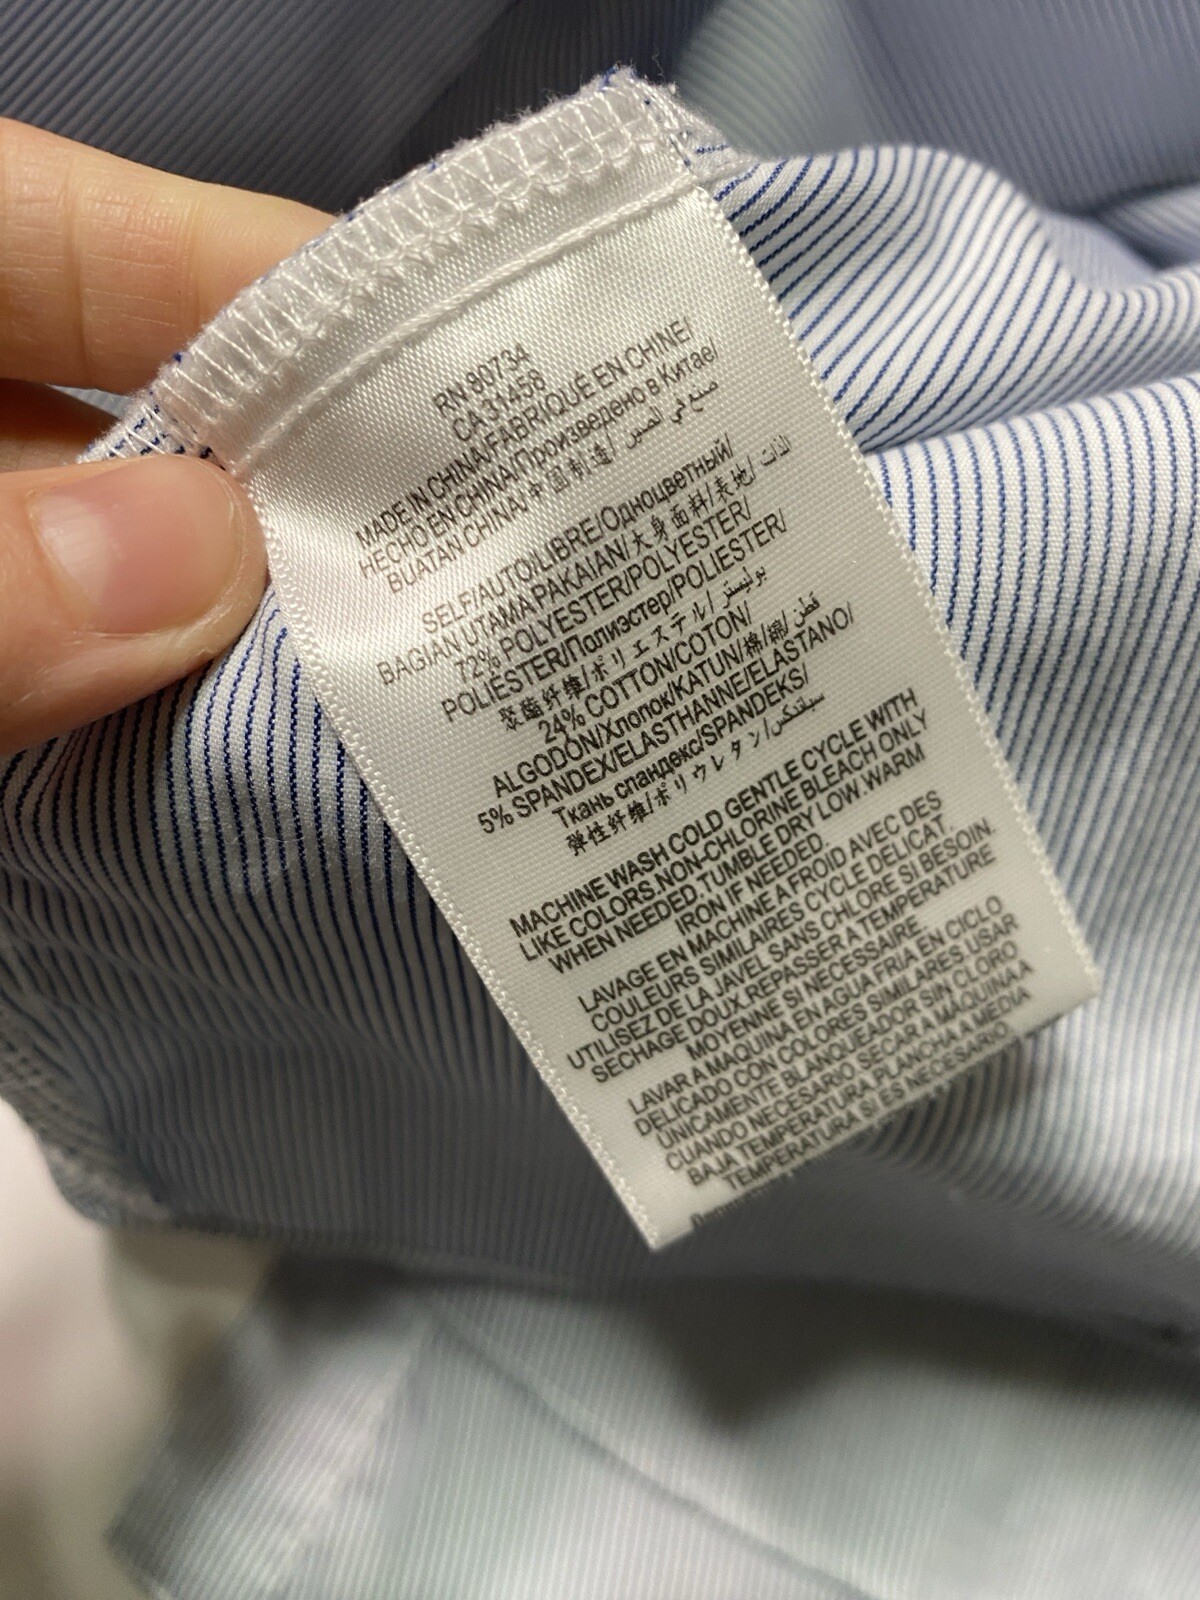 RN 80734
CA 31458
MADE IN CHINA/FABRIQUÉ EN CHINE/
HECHO EN CHINA/Произведено в Китае/
BUATAN CHINA/中国制造/ صنع في الصين
SELF/AUTO/LIBRE/Одноцветный/
BAGIAN UTAMA PAKAIAN/大身面料/表地/ الذات
72% POLYESTER/POLYESTER/
POLIÉSTER/Полиэстер/POLIESTER/
聚酯纤维/ポリエステル/ بوليستر
24% COTTON/COTON/
ALGODÓN/Хлопок/KATUN/棉/綿/ قطن
5% SPANDEX/ELASTHANNE/ELASTANO/
Ткань спандекс/SPANDEKS/
弹性纤维/ポリウレタン/ سباندكس
MACHINE WASH COLD GENTLE CYCLE WITH
LIKE COLORS.NON-CHLORINE BLEACH ONLY
WHEN NEEDED.TUMBLE DRY LOW.WARM
IRON IF NEEDED.
LAVAGE EN MACHINE A FROID AVEC DES
COULEURS SIMILAIRES CYCLE DELICAT.
UTILISEZ DE LA JAVEL SANS CHLORE SI BESOIN.
SECHAGE DOUX.REPASSER A TEMPERATURE
MOYENNE SI NECESSAIRE.
LAVAR A MAQUINA EN AGUA FRIA EN CICLO
DELICADO CON COLORES SIMILARES.USAR
ÚNICAMENTE BLANQUEADOR SIN CLORO
CUANDO NECESARIO.SECAR A MÁQUINA A
BAJA TEMPERATURA.PLANCHA A MEDIA
TEMPERATURA SI ES NECESARIO